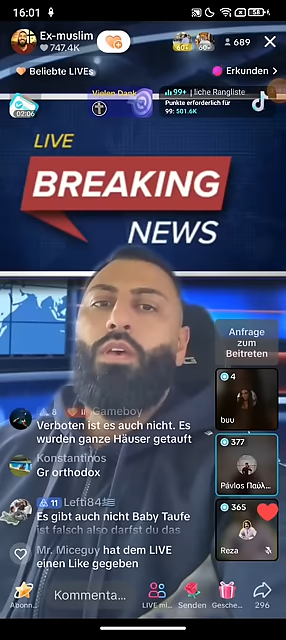 16:01
58
Ex-muslim
747.4K
60+
60+
689
Beliebte LIVEs
Erkunden
02:06
Vielen Dank
99+ | liche Rangliste
Punkte erforderlich für
99: 501.6K
LIVE
BREAKING
NEWS
Anfrage
zum
Beitreten
4
buu
377
Pávlos Παύλ...
365
Reza
8
Gameboy
Verboten ist es auch nicht. Es
wurden ganze Häuser getauft
Konstantinos
Gr orthodox
11 Lefti84
Es gibt auch nicht Baby Taufe
ist falsch also darfst du das
Mr. Miceguy hat dem LIVE
einen Like gegeben
Abonn...
Kommenta...
LIVE mi...
Senden
Gesche...
296